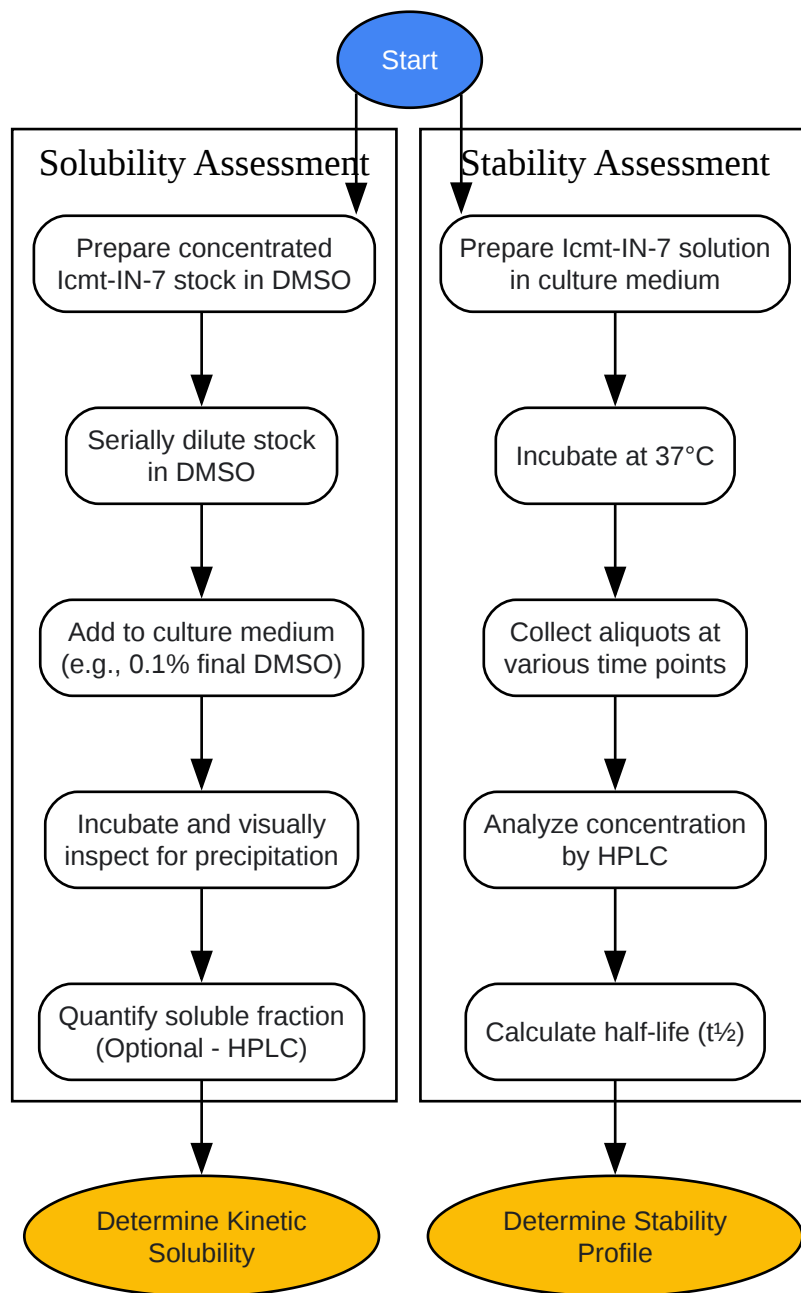 Start
Solubility Assessment
Prepare concentrated
Icmt-IN-7 stock in DMSO
Serially dilute stock
in DMSO
Add to culture medium
(e.g., 0.1% final DMSO)
Incubate and visually
inspect for precipitation
Quantify soluble fraction
(Optional - HPLC)
Determine Kinetic
Solubility
Stability Assessment
Prepare Icmt-IN-7 solution
in culture medium
Incubate at 37°C
Collect aliquots at
various time points
Analyze concentration
by HPLC
Calculate half-life (t½)
Determine Stability
Profile